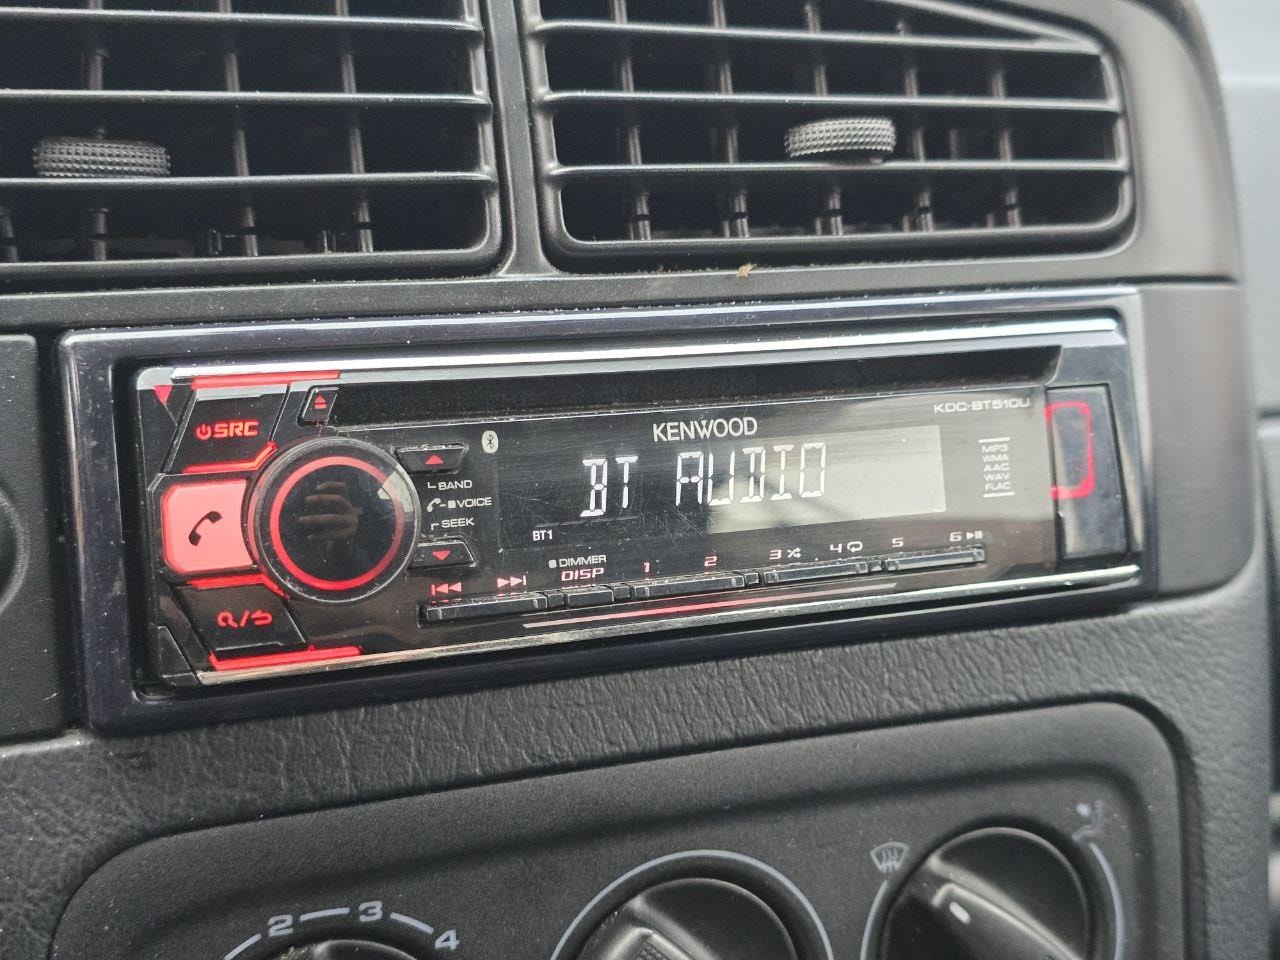 SRC
KENWOOD
KDC-BT510U
BAND
VOICE
SEEK
BT AUDIO
BT1
MP3
WMA
AAC
WAV
FLAC
DIMMER
DISP
1
2
3
4
5
6
2
3
4